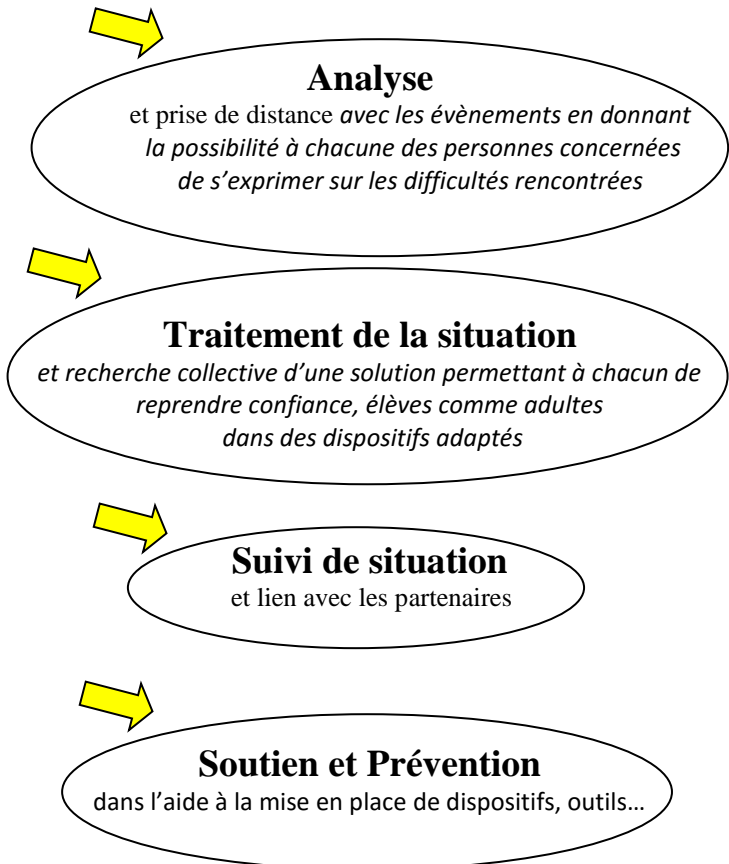 Analyse
et prise de distance avec les évènements en donnant
la possibilité à chacune des personnes concernées
de s’exprimer sur les difficultés rencontrées
Traitement de la situation
et recherche collective d’une solution permettant à chacun de
reprendre confiance, élèves comme adultes
dans des dispositifs adaptés
Suivi de situation
et lien avec les partenaires
Soutien et Prévention
dans l’aide à la mise en place de dispositifs, outils…